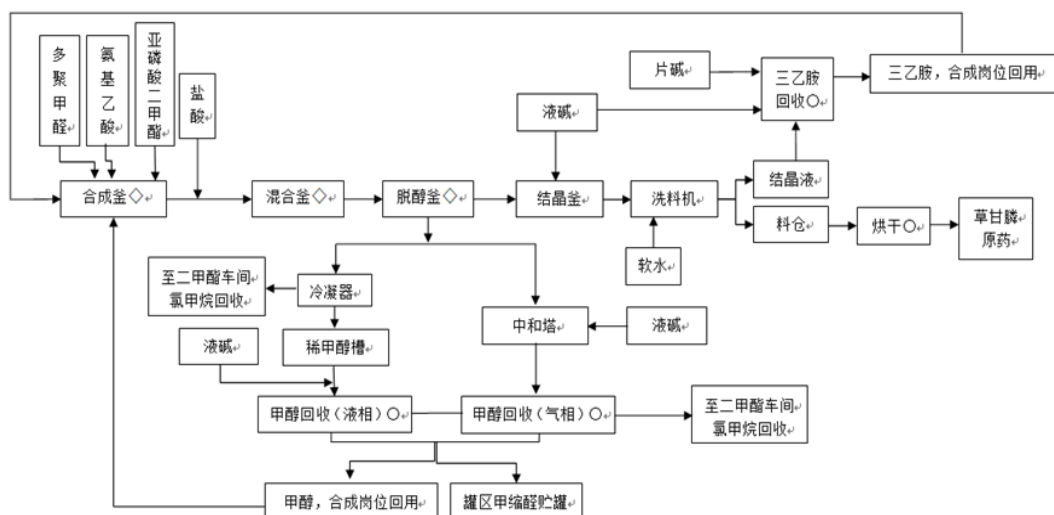 多聚甲醛
氨基乙酸
亚磷酸二甲酯
盐酸
片碱
三乙胺
回收〇
三乙胺，合成岗位回用
液碱
合成釜◇
混合釜◇
脱醇釜◇
结晶釜
洗料机
结晶液
料仓
烘干〇
草甘膦
原药
软水
至二甲酯车间
氯甲烷回收
冷凝器
中和塔
液碱
液碱
稀甲醇槽
甲醇回收（液相）〇
甲醇回收（气相）〇
至二甲酯车间
氯甲烷回收
甲醇，合成岗位回用
罐区甲缩醛贮罐